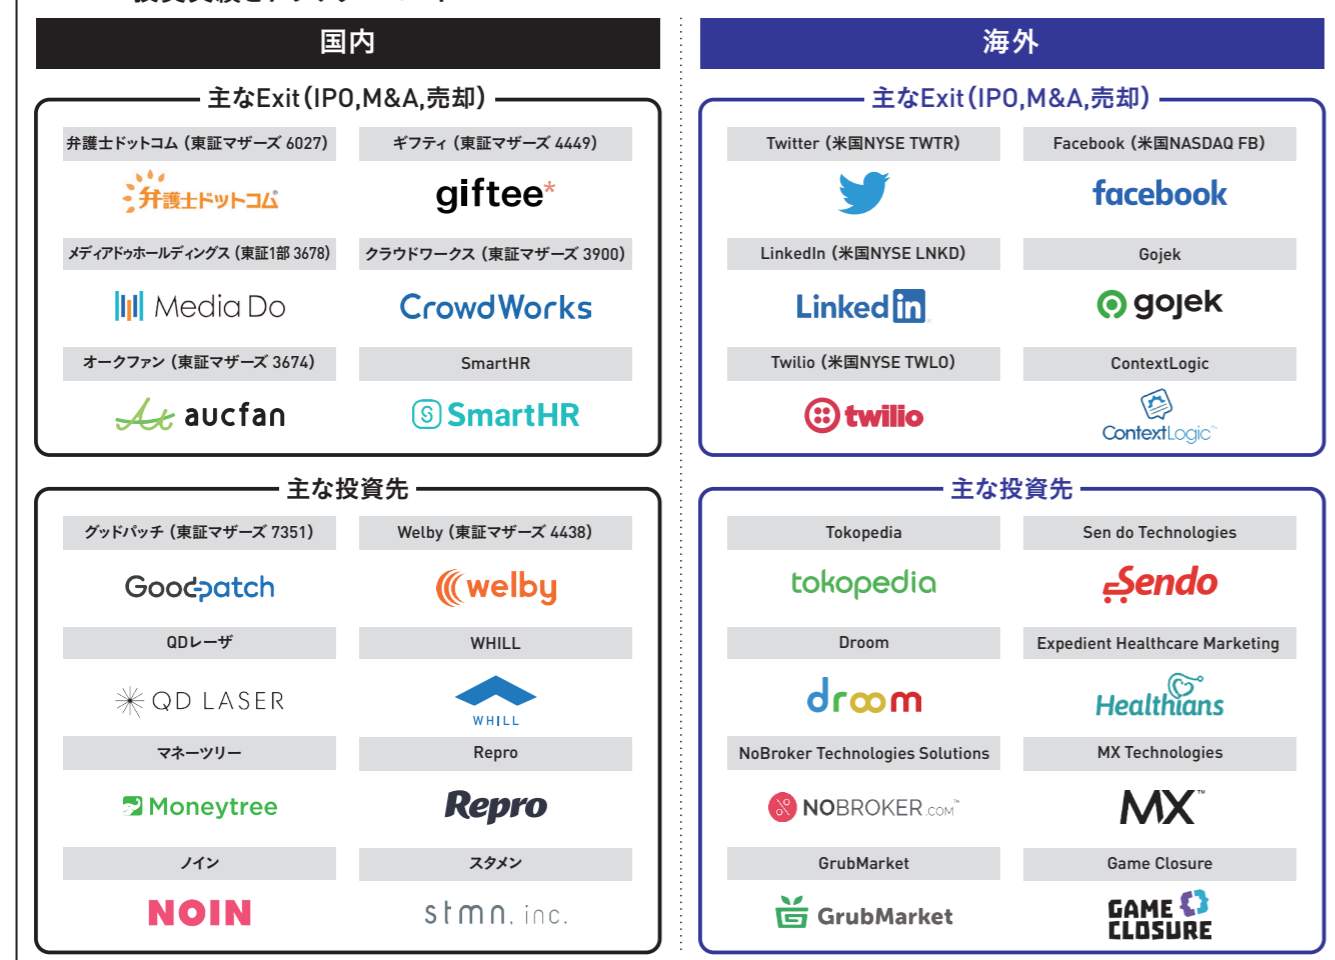 国内
主なExit(IPO,M&A,売却)
弁護士ドットコム (東証マザーズ 6027)
ギフティ (東証マザーズ 4449)
弁護士ドットコム
giftee*
メディアドゥホールディングス (東証1部 3678)
クラウドワークス (東証マザーズ 3900)
Media Do
CrowdWorks
オークファン (東証マザーズ 3674)
SmartHR
aucfan
SmartHR
主な投資先
グッドパッチ (東証マザーズ 7351)
Welby (東証マザーズ 4438)
Goodpatch
welby
QDレーザ
WHILL
QD LASER
WHILL
マネーツリー
Repro
Moneytree
Repro
ノイン
スタメン
NOIN
stmn, inc.
海外
主なExit(IPO,M&A,売却)
Twitter (米国NYSE TWTR)
Facebook (米国NASDAQ FB)
facebook
LinkedIn (米国NYSE LNKD)
Gojek
Linked in
gojek
Twilio (米国NYSE TWLO)
ContextLogic
twilio
ContextLogic
主な投資先
Tokopedia
Sen do Technologies
tokopedia
Sendo
Droom
Expedient Healthcare Marketing
droom
Healthians
NoBroker Technologies Solutions
MX Technologies
NOBROKER.COM™
MX™
GrubMarket
Game Closure
GrubMarket
GAME
CLOSURE